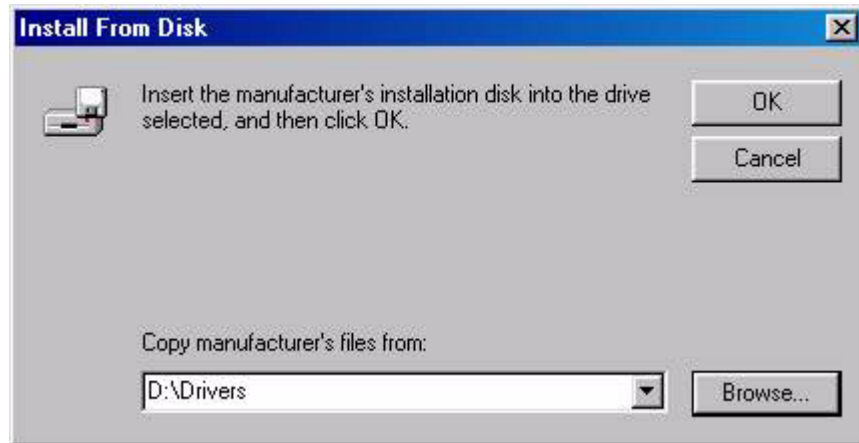 Install From Disk
Insert the manufacturer's installation disk into the drive
selected, and then click OK.
OK
Cancel
Copy manufacturer's files from:
D:\Drivers
Browse...